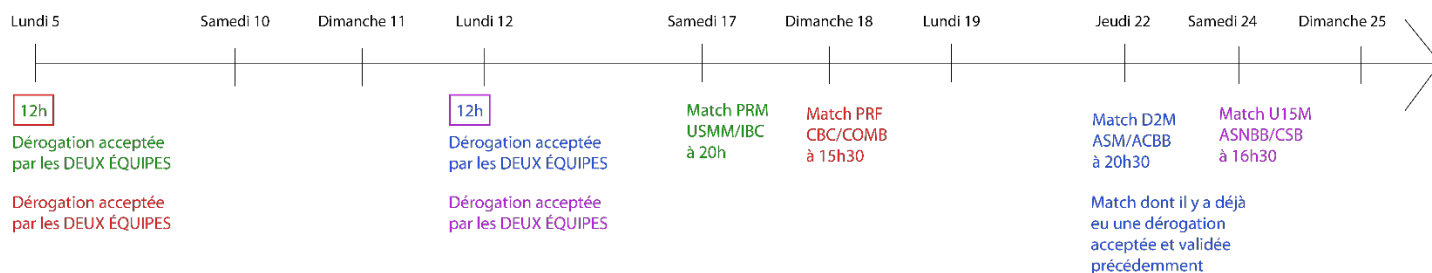 Lundi 5 Samedi 10 Dimanche 11 Lundi 12 Samedi 17 Dimanche 18 Lundi 19 Jeudi 22 Samedi 24 Dimanche 25
12h
Dérogation acceptée
par les DEUX ÉQUIPES
Dérogation acceptée
par les DEUX ÉQUIPES
12h
Dérogation acceptée
par les DEUX ÉQUIPES
Dérogation acceptée
par les DEUX ÉQUIPES
Match PRM
USMM/IBC
à 20h
Match PRF
CBC/COMB
à 15h30
Match D2M
ASM/ACBB
à 20h30
Match dont il y a déjà
eu une dérogation
acceptée et validée
précédemment
Match U15M
ASNBB/CSB
à 16h30